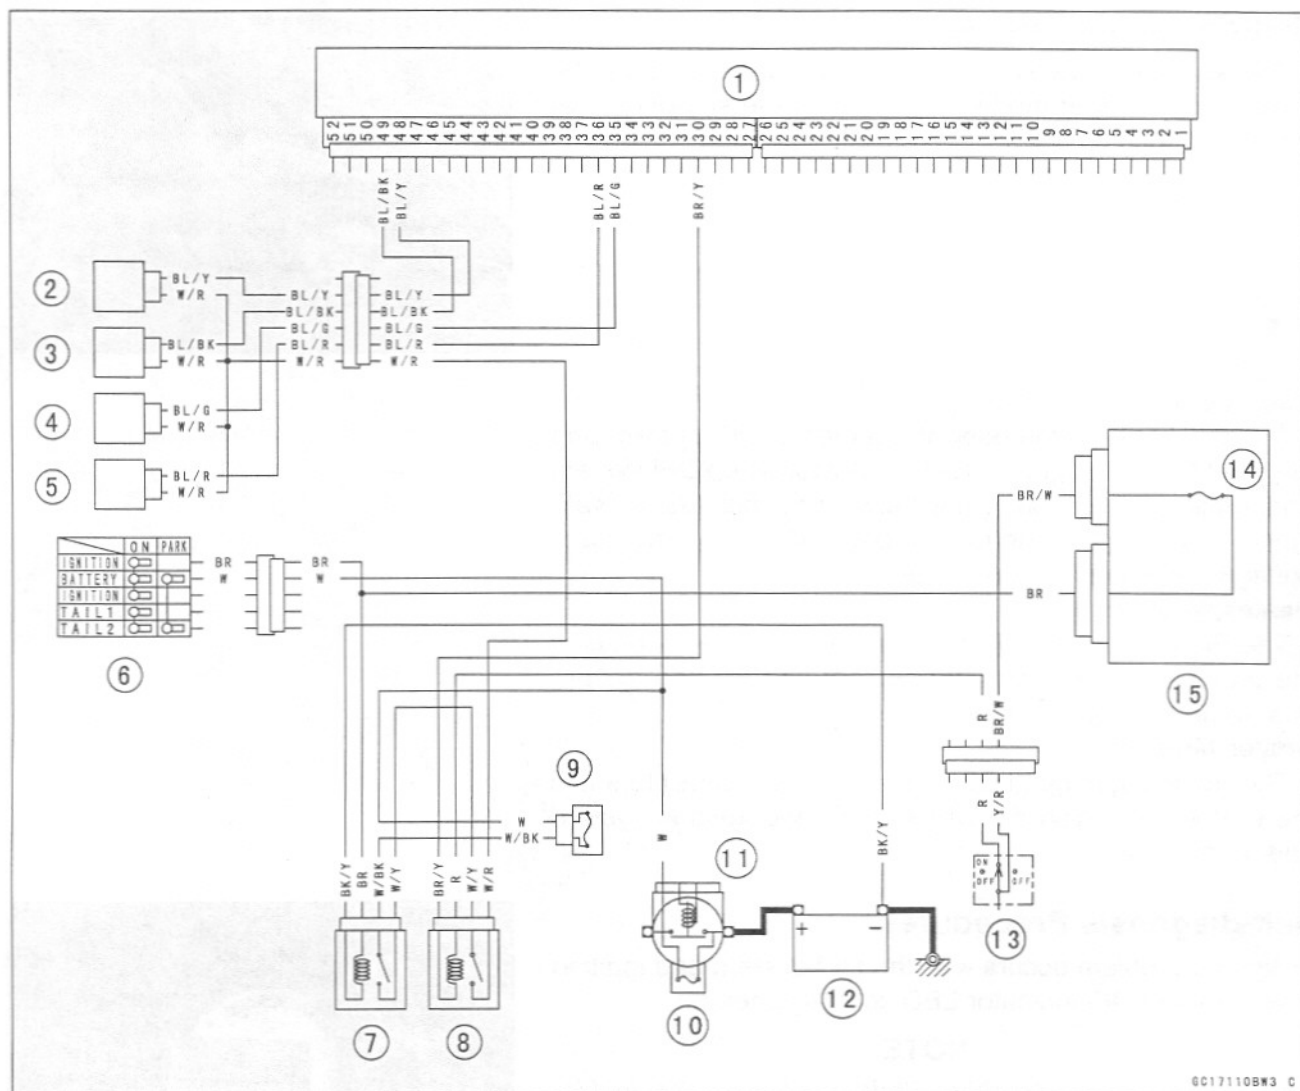 1
52 51 50 49 48 47 46 45 44 43 42 41 40 39 38 37 36 35 34 33 32 31 30 29 28 27 26 25 24 23 22 21 20 19 18 17 16 15 14 13 12 11 10 9 8 7 6 5 4 3 2 1
BL/BK BL/Y BL/R BL/G BR/Y
2 BL/Y BL/Y BL/Y
W/R BL/BK BL/BK
3 BL/BK BL/G BL/G
BL/R BL/R
W/R W/R W/R
4 BL/G
W/R
5 BL/R
W/R
14
BR/W
ON PARK
IGNITION BR BR
BATTERY W W
IGNITION BR
TAIL1
TAIL2
6
15
R BR/W
9
W
W/BK
R Y/R
BK/Y BR W/BK W/Y BR/Y R W/Y W/R W BK/Y
11
ON
OFF OFF
+ −
13
12
10
7 8
GC17110BW3 C